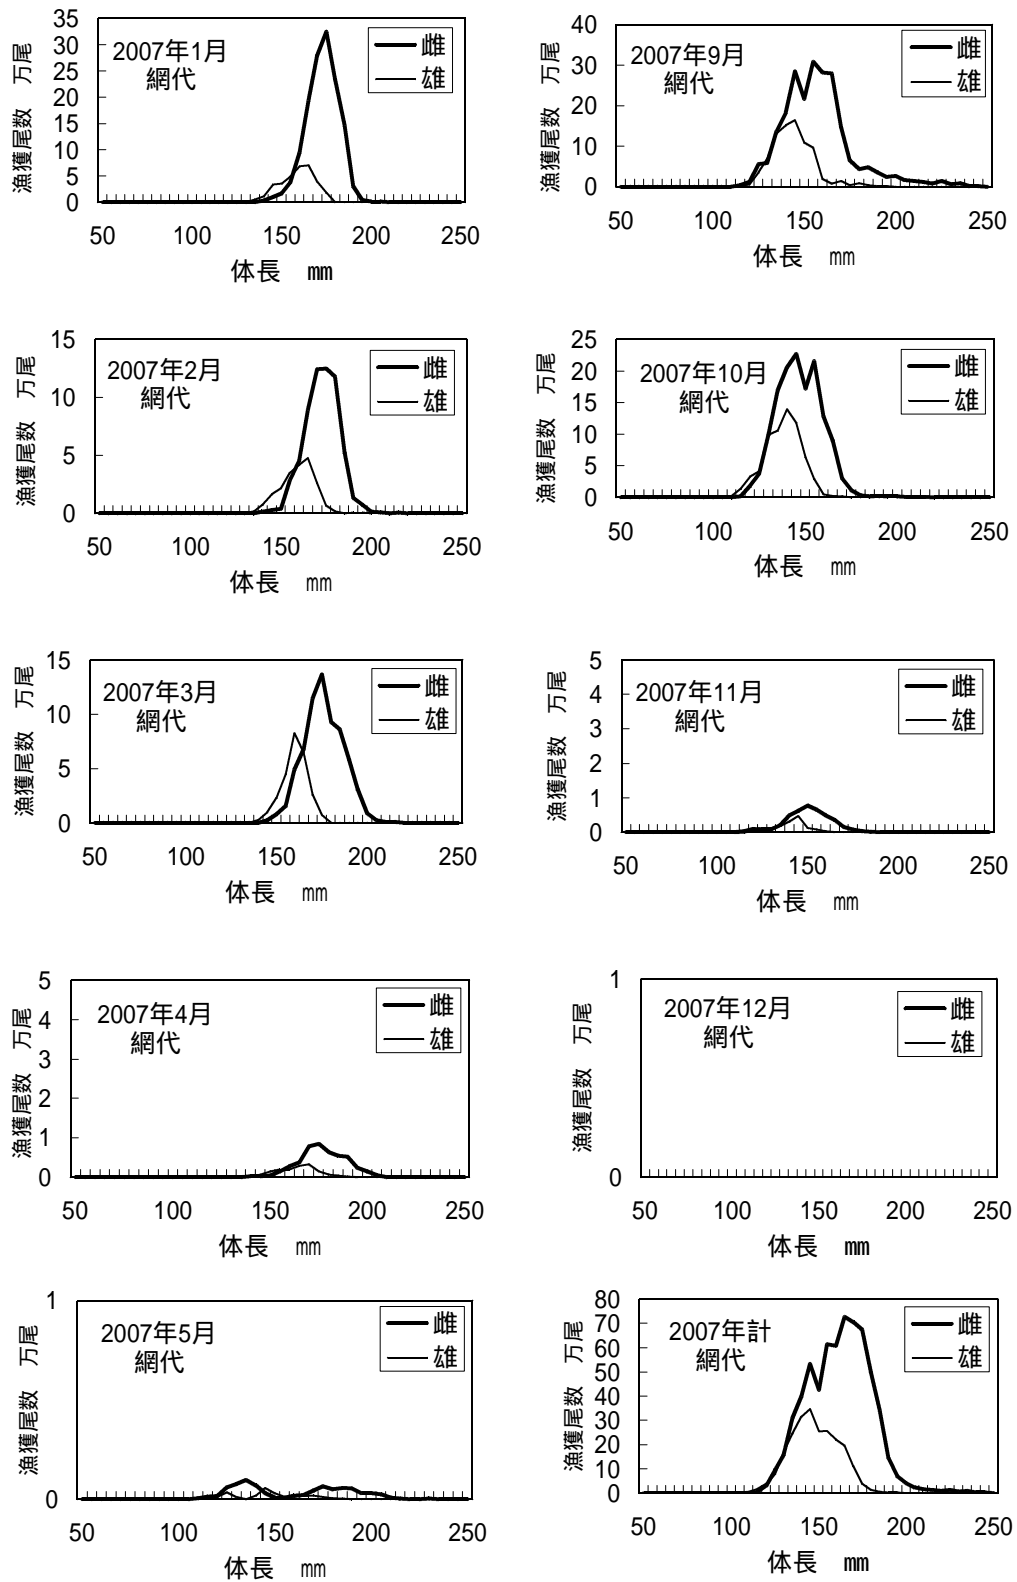 2007年1月
網代
雌
雄
漁獲尾数 万尾
35
30
25
20
15
10
5
0
50 100 150 200 250
体長 mm
2007年2月
網代
雌
雄
漁獲尾数 万尾
15
10
5
0
50 100 150 200 250
体長 mm
2007年3月
網代
雌
雄
漁獲尾数 万尾
15
10
5
0
50 100 150 200 250
体長 mm
2007年4月
網代
雌
雄
漁獲尾数 万尾
5
4
3
2
1
0
50 100 150 200 250
体長 mm
2007年5月
網代
雌
雄
漁獲尾数 万尾
1
0
50 100 150 200 250
体長 mm
2007年9月
網代
雌
雄
漁獲尾数 万尾
40
30
20
10
0
50 100 150 200 250
体長 mm
2007年10月
網代
雌
雄
漁獲尾数 万尾
25
20
15
10
5
0
50 100 150 200 250
体長 mm
2007年11月
網代
雌
雄
漁獲尾数 万尾
5
4
3
2
1
0
50 100 150 200 250
体長 mm
2007年12月
網代
雌
雄
漁獲尾数 万尾
1
0
50 100 150 200 250
体長 mm
2007年計
網代
雌
雄
漁獲尾数 万尾
80
70
60
50
40
30
20
10
0
50 100 150 200 250
体長 mm